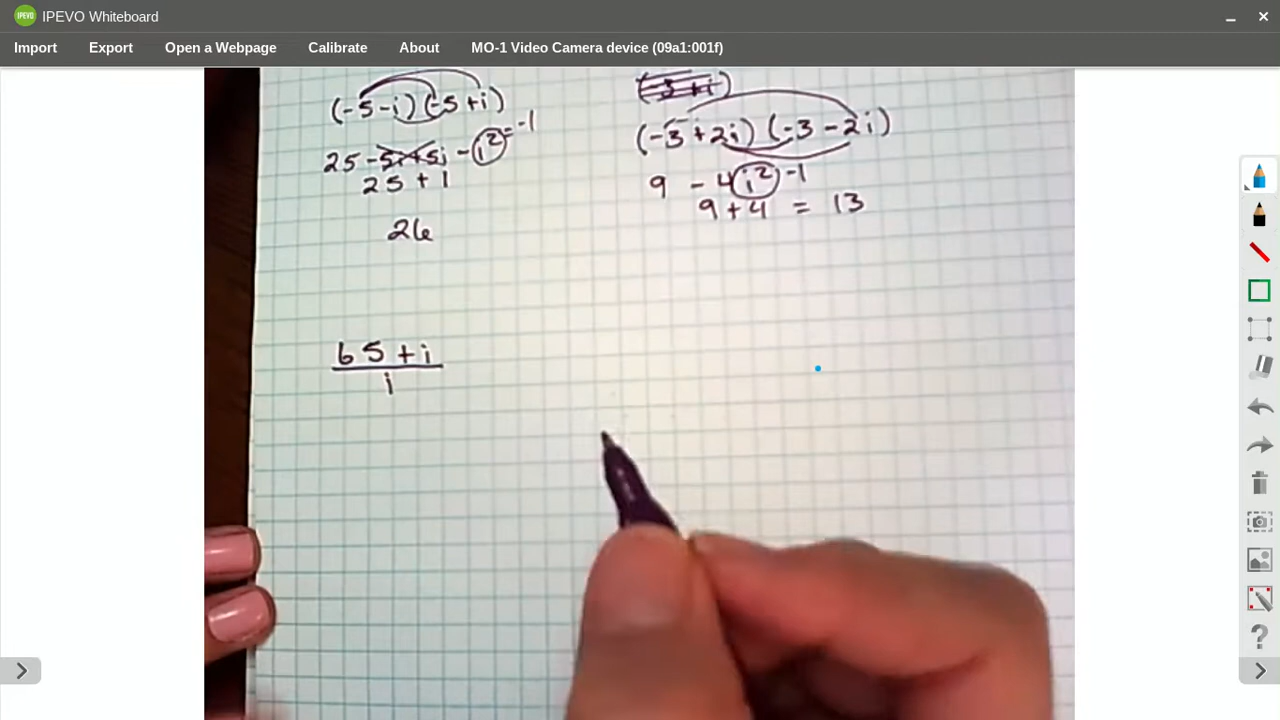 IPEVO
IPEVO Whiteboard
Import Export Open a Webpage Calibrate About MO-1 Video Camera device (09a1:001f)
(-5-i)(-5+i)
25-5i+5i-i²=-1
25+1
26
(-3+2i)(-3-2i)
9 - 4i² -1
9+4 = 13
65+i
i
?